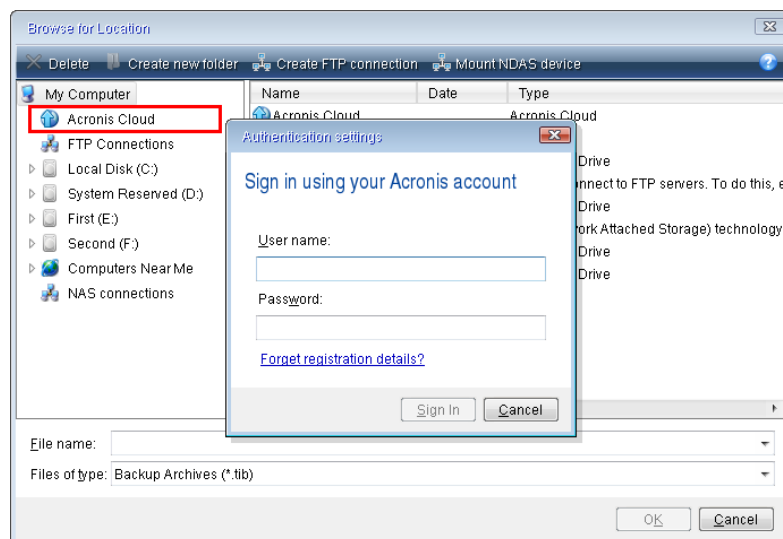 Browse for Location
Delete Create new folder Create FTP connection Mount NDAS device
My Computer
Acronis Cloud
FTP Connections
Local Disk (C:)
System Reserved (D:)
First (E:)
Second (F:)
Computers Near Me
NAS connections
Name Date Type
Acronis Cloud Acronis Cloud
Drive
nnect to FTP servers. To do this, e
Drive
ork Attached Storage) technology
Drive
Drive
Authentication settings
Sign in using your Acronis account
User name:
Password:
Forget registration details?
Sign In Cancel
File name:
Files of type: Backup Archives (*.tib)
OK Cancel